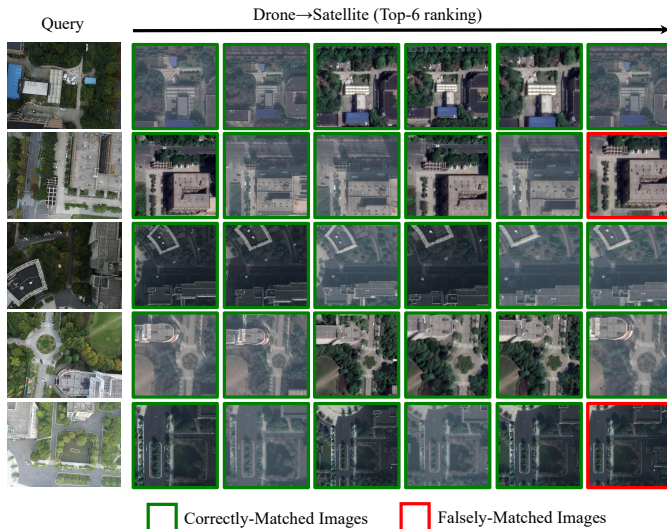 Query
Drone→Satellite (Top-6 ranking)
Correctly-Matched Images
Falsely-Matched Images